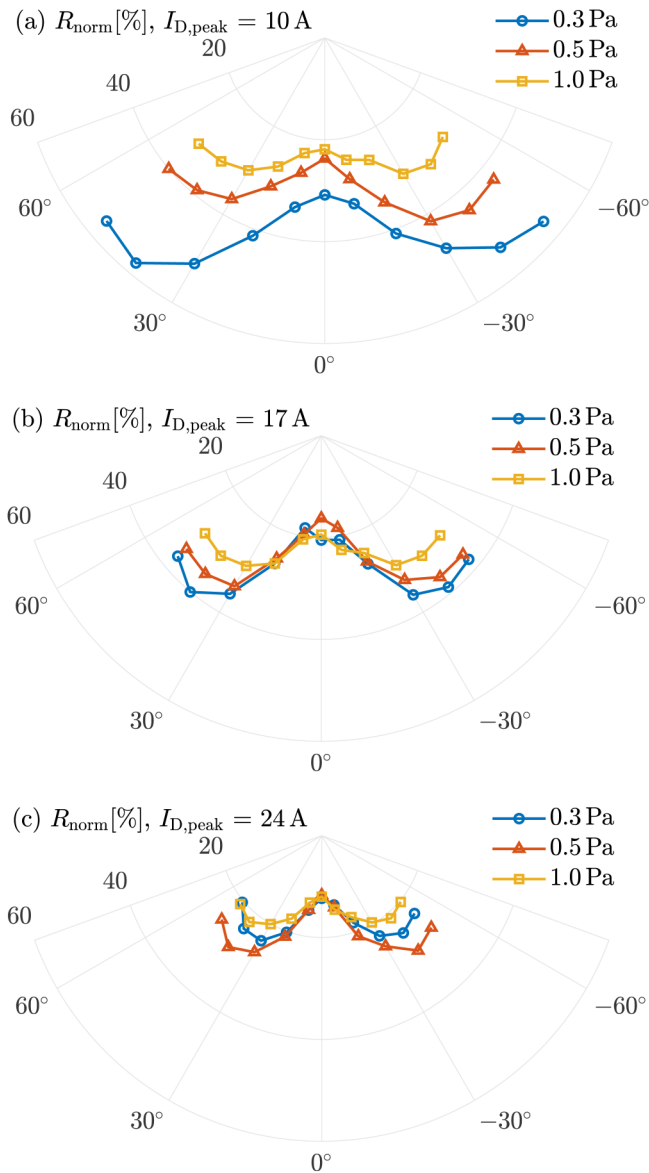 (a) R_norm[%], I_D,peak = 10 A
0.3 Pa
0.5 Pa
1.0 Pa
20
40
60
60°
30°
0°
−30°
−60°
(b) R_norm[%], I_D,peak = 17 A
0.3 Pa
0.5 Pa
1.0 Pa
20
40
60
60°
30°
0°
−30°
−60°
(c) R_norm[%], I_D,peak = 24 A
0.3 Pa
0.5 Pa
1.0 Pa
20
40
60
60°
30°
0°
−30°
−60°